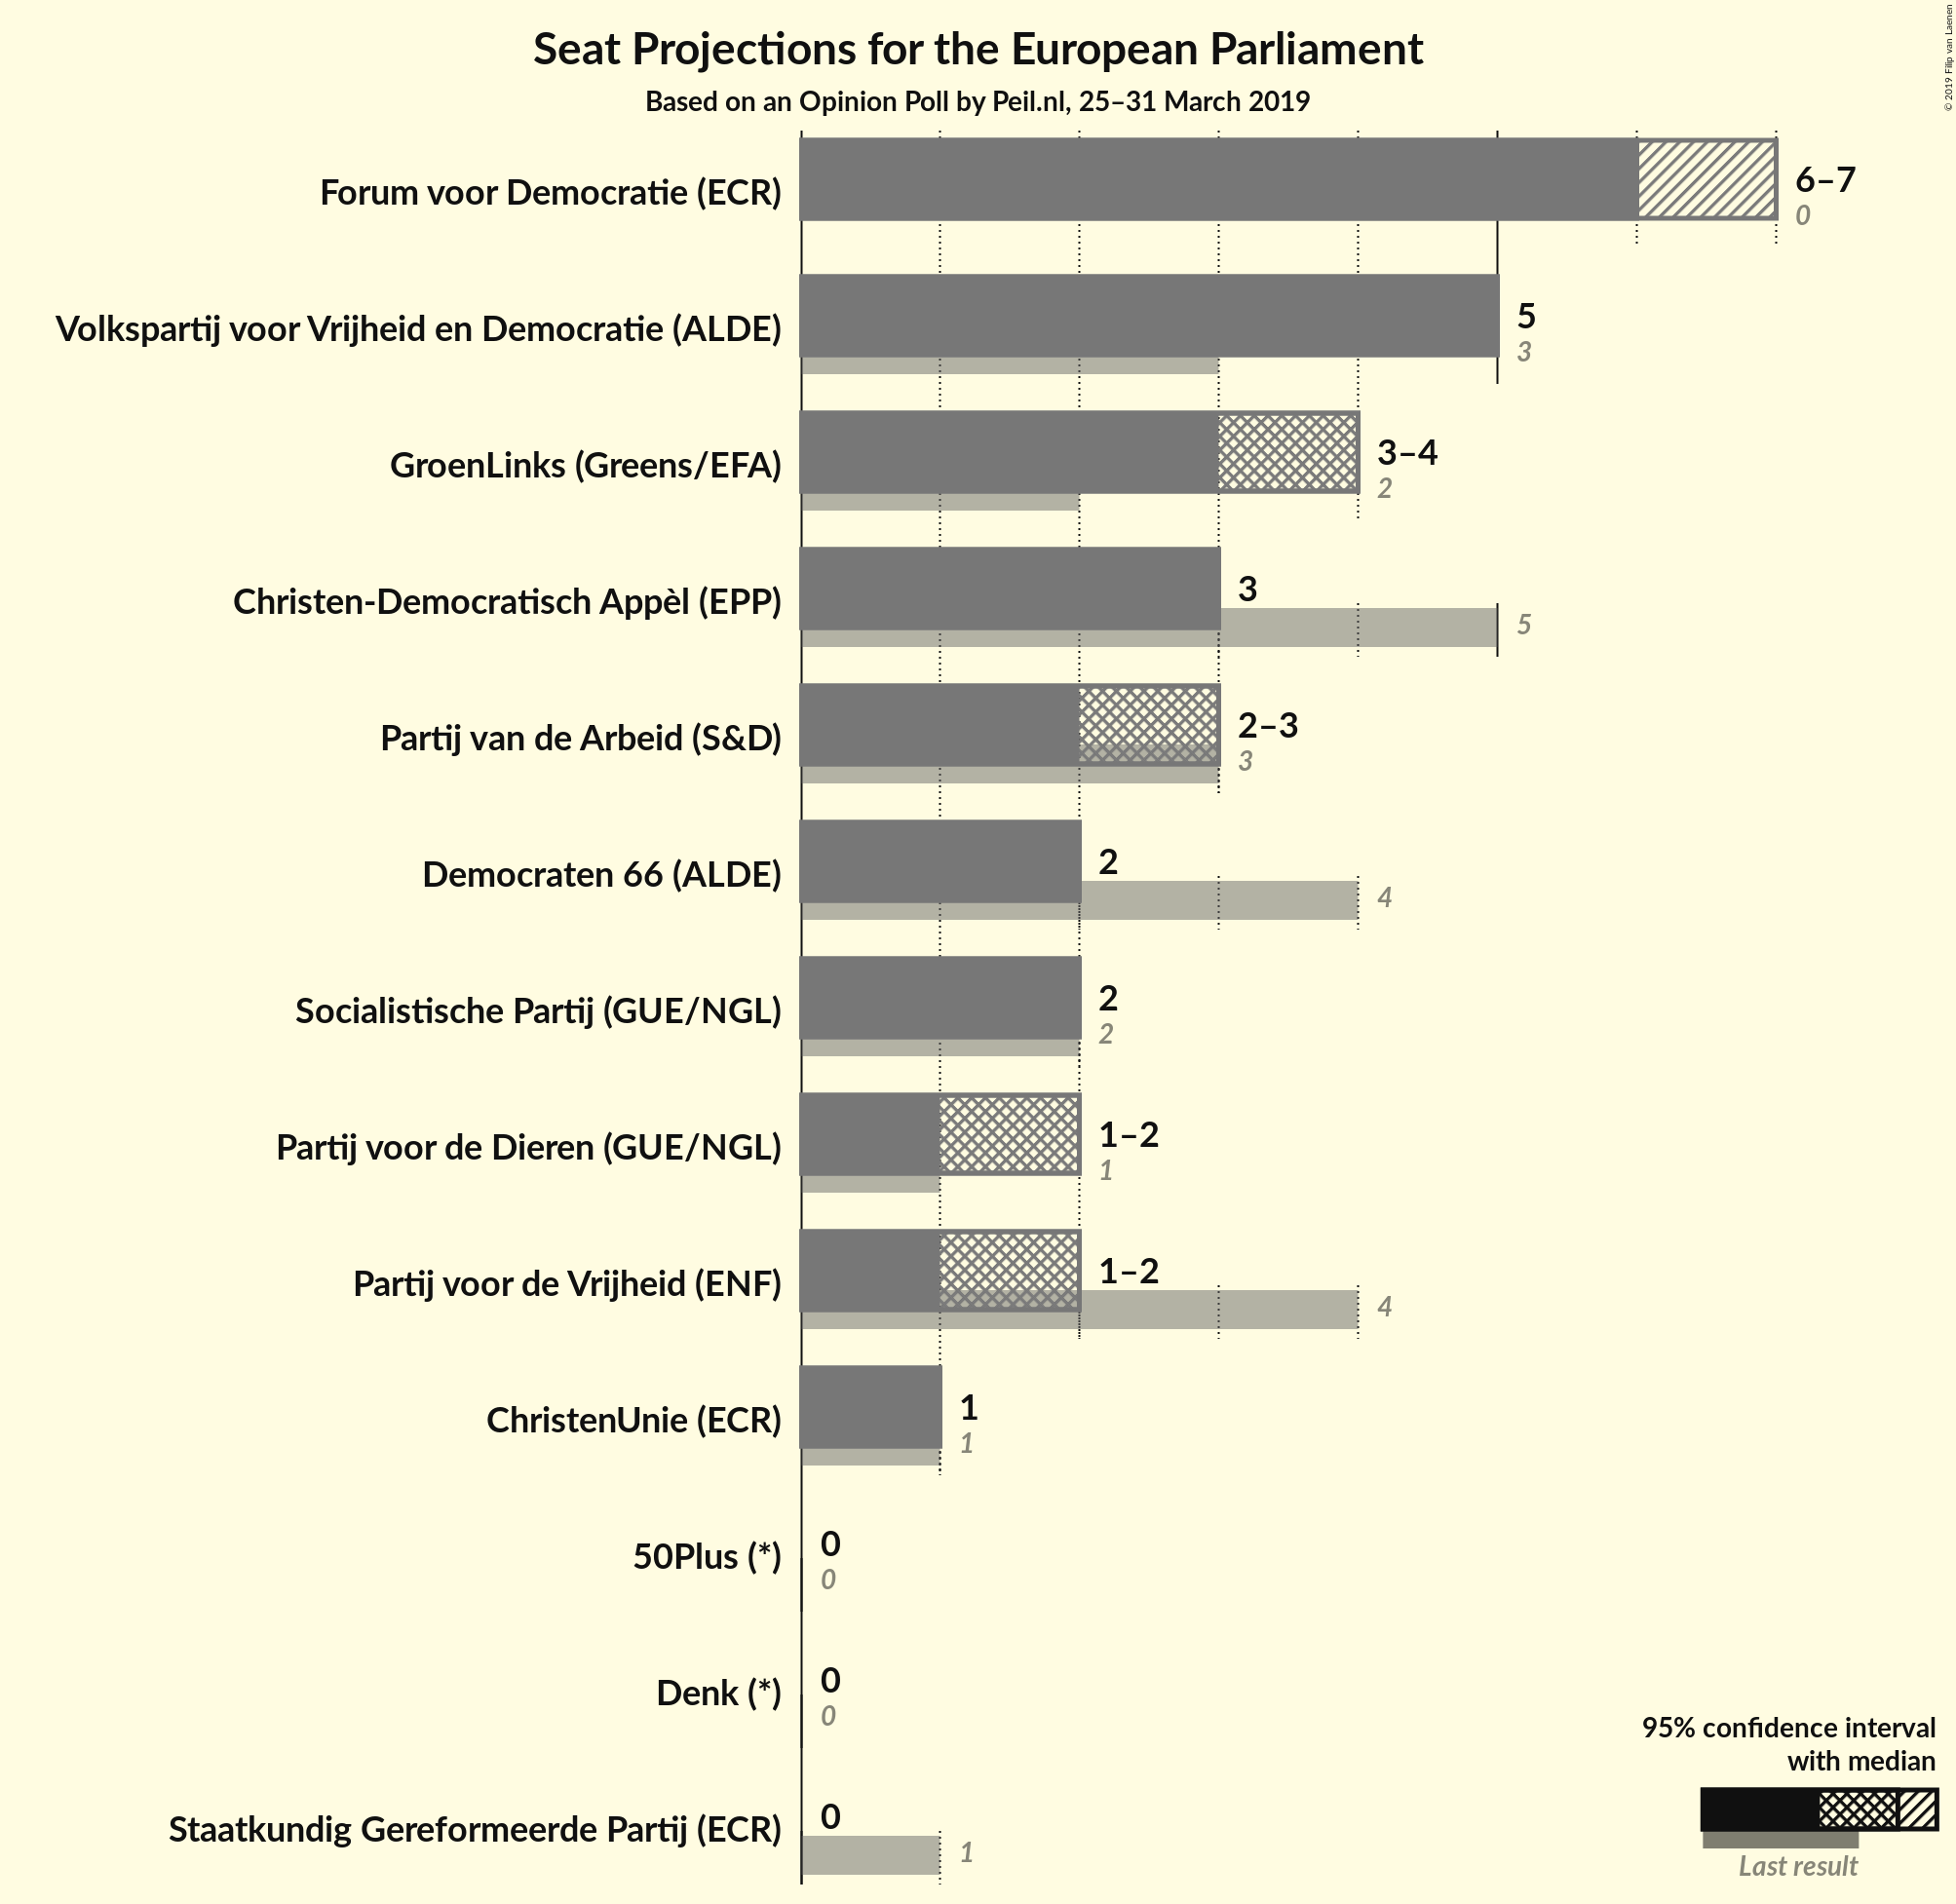 Seat Projections for the European Parliament
Based on an Opinion Poll by Peil.nl, 25–31 March 2019
© 2019 Filip van Laenen
Forum voor Democratie (ECR)
6–7
0
Volkspartij voor Vrijheid en Democratie (ALDE)
5
3
GroenLinks (Greens/EFA)
3–4
2
Christen-Democratisch Appèl (EPP)
3
5
Partij van de Arbeid (S&D)
2–3
3
Democraten 66 (ALDE)
2
4
Socialistische Partij (GUE/NGL)
2
2
Partij voor de Dieren (GUE/NGL)
1–2
1
Partij voor de Vrijheid (ENF)
1–2
4
ChristenUnie (ECR)
1
1
50Plus (*)
0
0
Denk (*)
0
0
Staatkundig Gereformeerde Partij (ECR)
0
1
95% confidence interval
with median
Last result